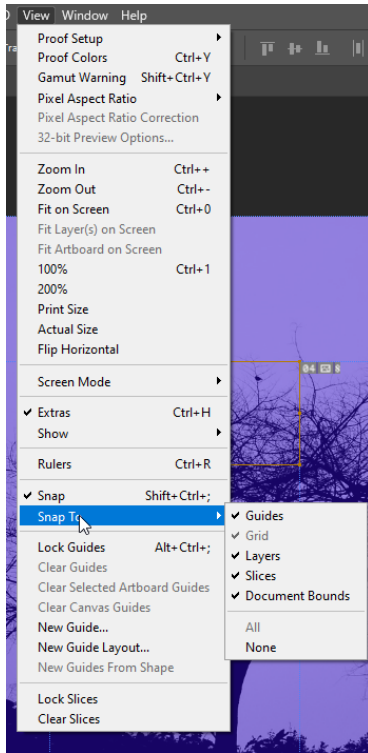 View Window Help
Proof Setup
Proof Colors Ctrl+Y
Gamut Warning Shift+Ctrl+Y
Pixel Aspect Ratio
Pixel Aspect Ratio Correction
32-bit Preview Options...
Zoom In Ctrl++
Zoom Out Ctrl+-
Fit on Screen Ctrl+0
Fit Layer(s) on Screen
Fit Artboard on Screen
100% Ctrl+1
200%
Print Size
Actual Size
Flip Horizontal
Screen Mode
Extras Ctrl+H
Show
Rulers Ctrl+R
Snap Shift+Ctrl+;
Snap To
Guides
Grid
Layers
Slices
Document Bounds
All
None
Lock Guides Alt+Ctrl+;
Clear Guides
Clear Selected Artboard Guides
Clear Canvas Guides
New Guide...
New Guide Layout...
New Guides From Shape
Lock Slices
Clear Slices
04